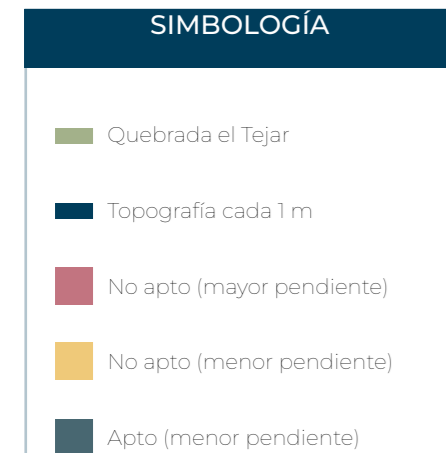 SIMBOLOGÍA
Quebrada el Tejar
Topografía cada 1 m
No apto (mayor pendiente)
No apto (menor pendiente)
Apto (menor pendiente)